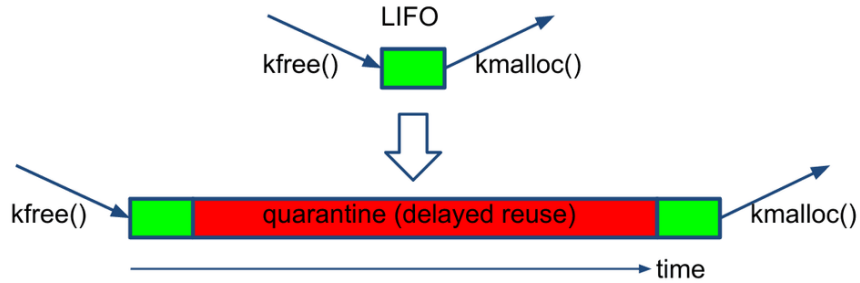 LIFO
kfree()
kmalloc()
kfree()
quarantine (delayed reuse)
kmalloc()
time